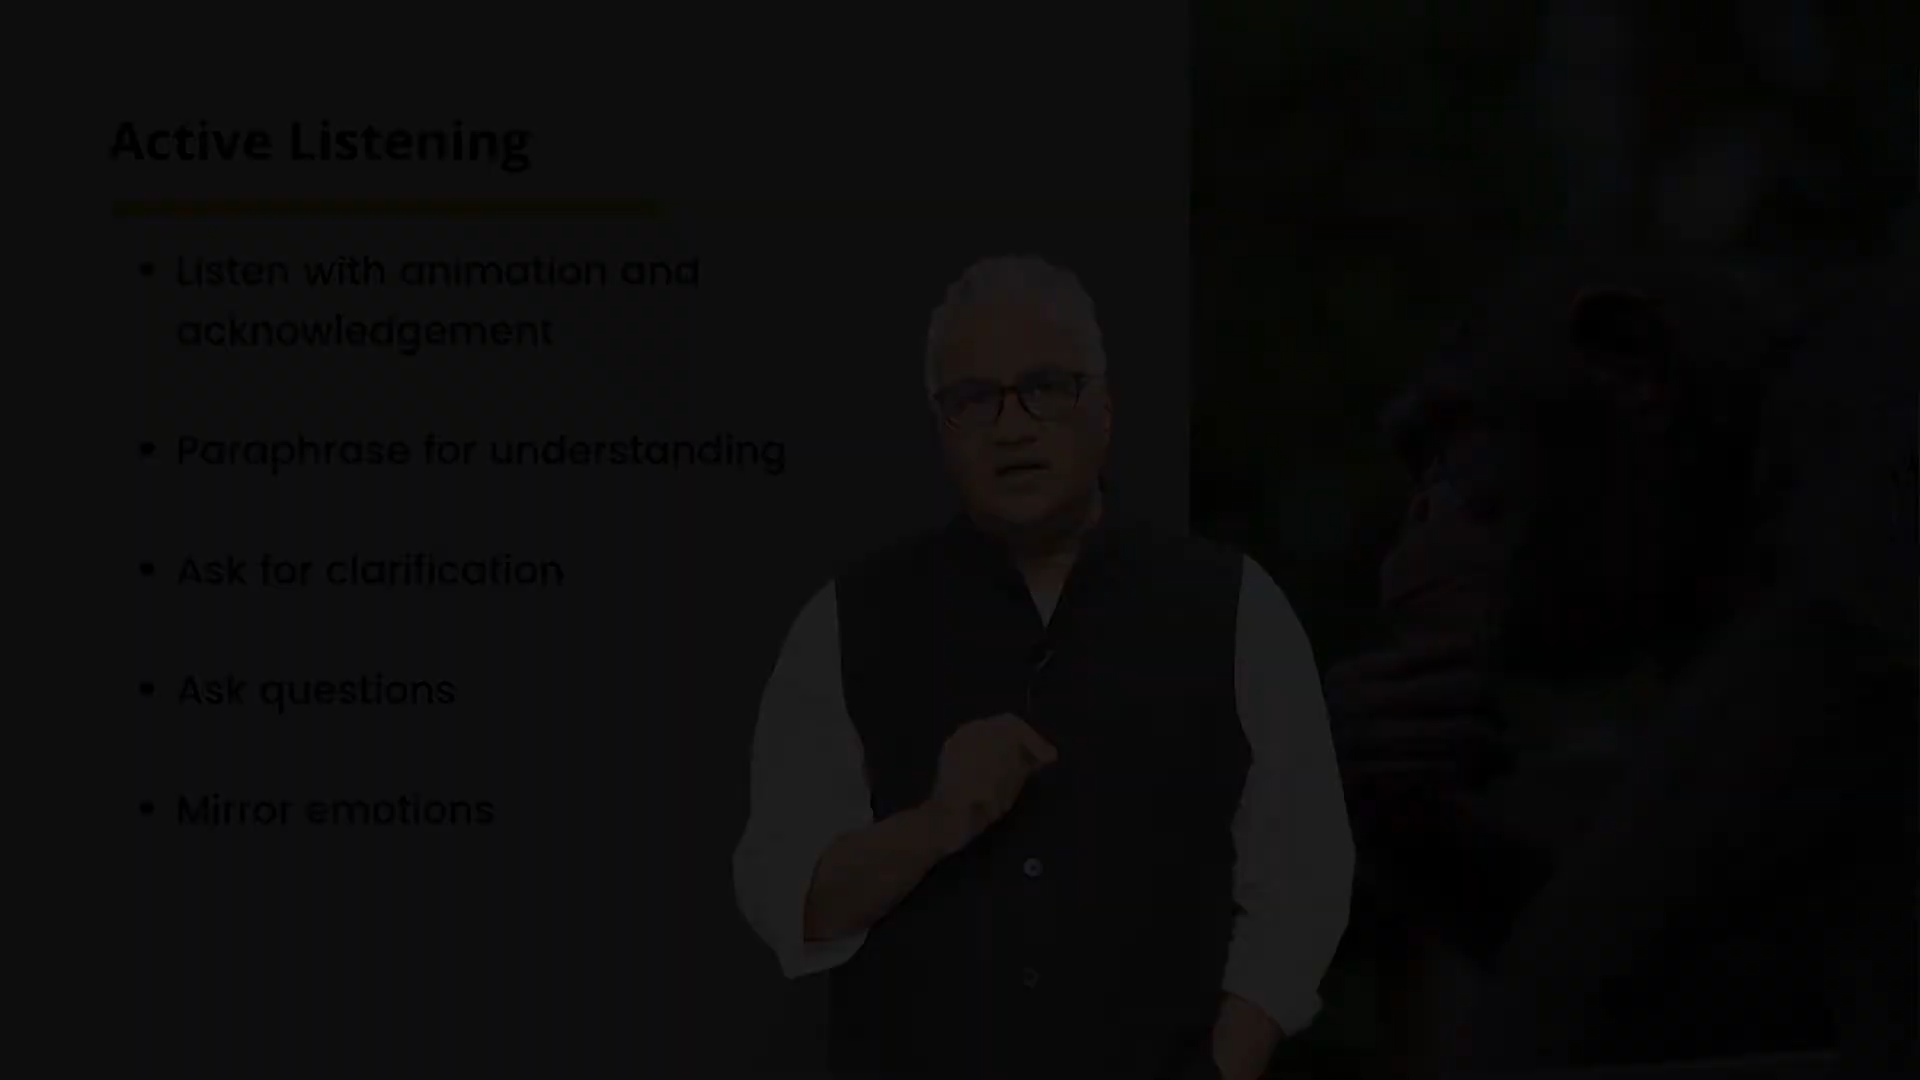 Active Listening
Listen with animation and
acknowledgement
Paraphrase for understanding
Ask for clarification
Ask questions
Mirror emotions